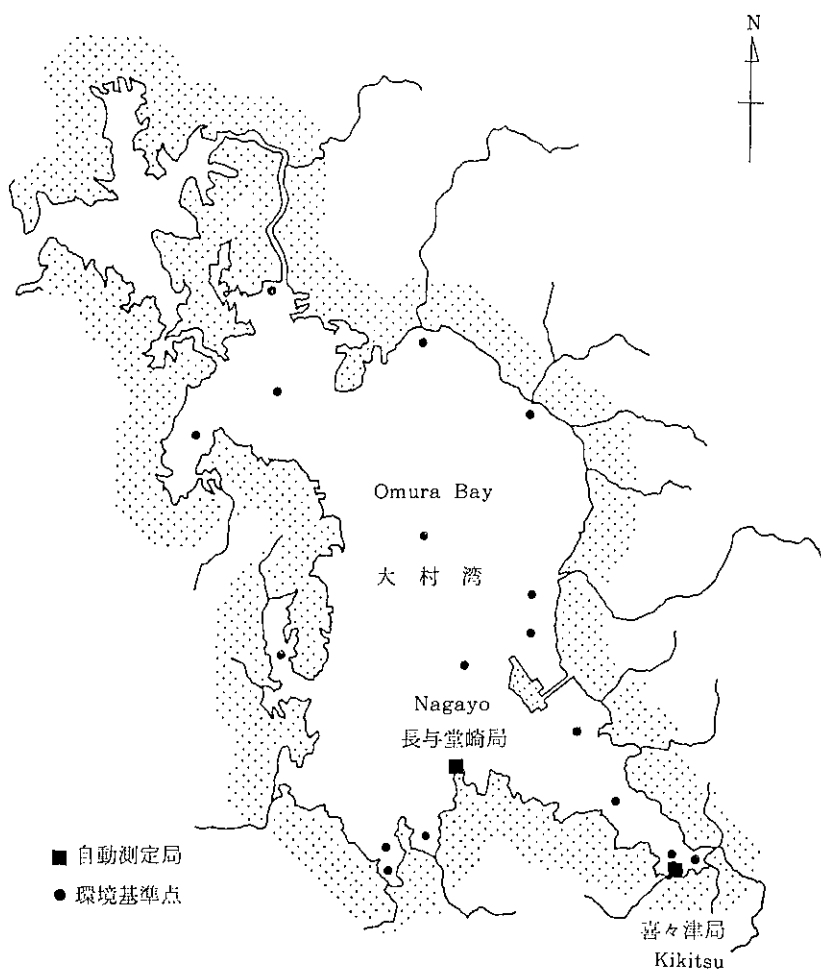 N
Omura Bay
大村湾
Nagayo
長与堂崎局
■ 自動測定局
● 環境基準点
喜々津局
Kikitsu